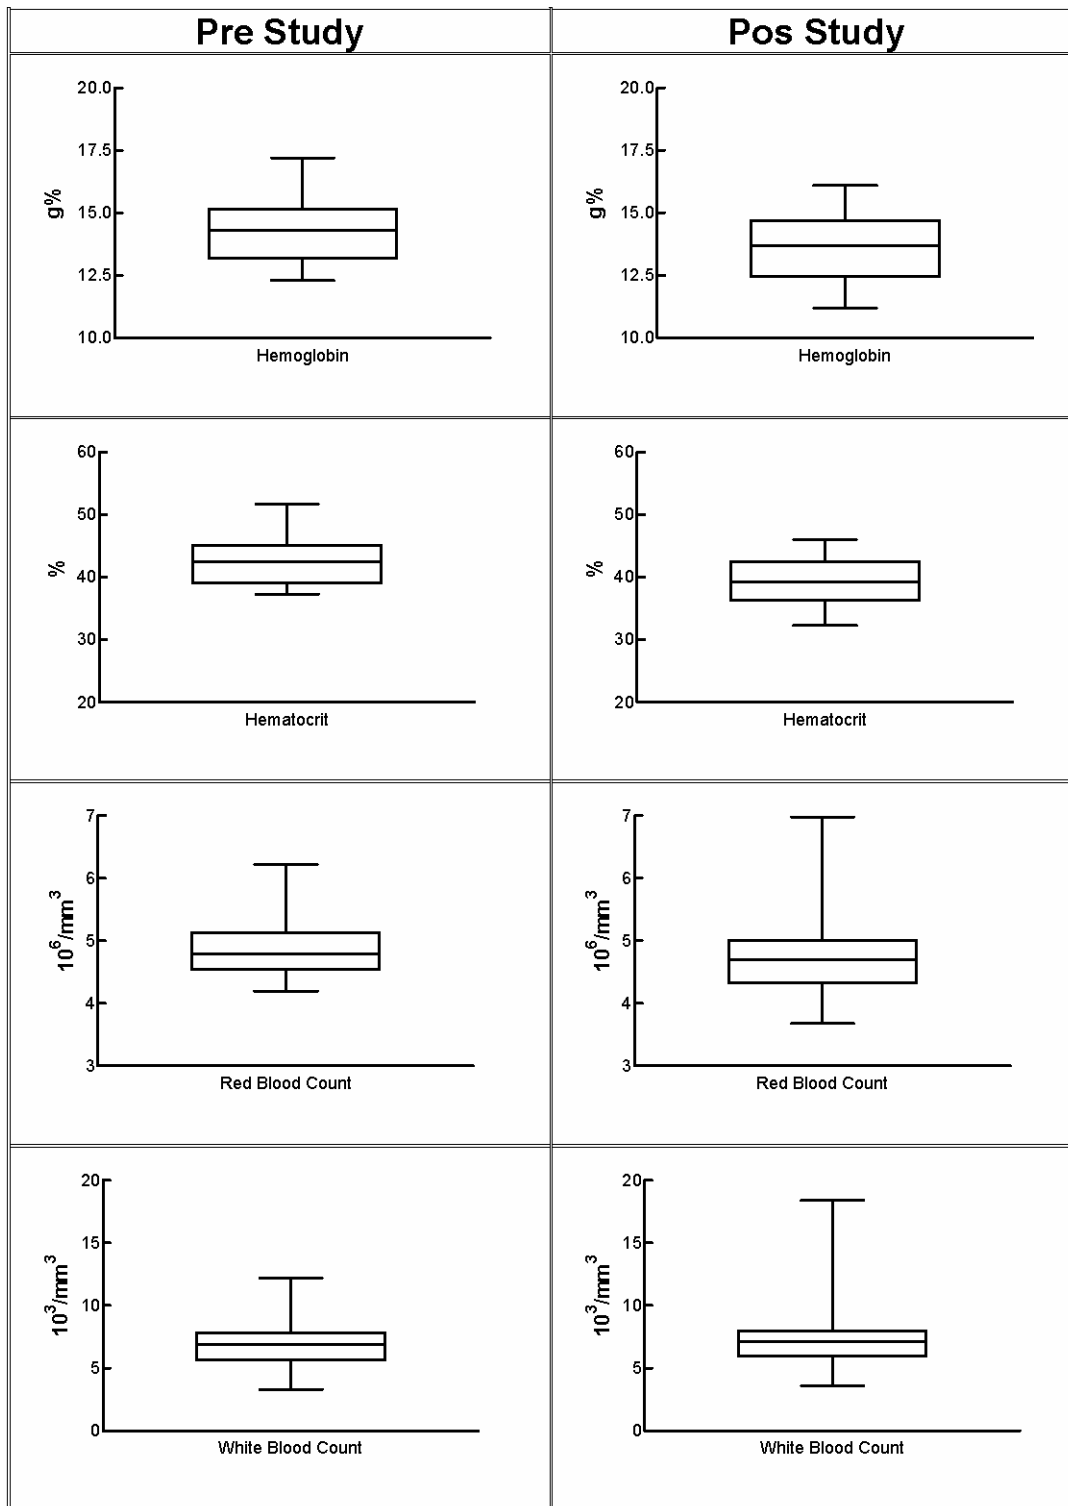 Pre Study
Pos Study
20.0
17.5
15.0
12.5
10.0
g%
Hemoglobin
20.0
17.5
15.0
12.5
10.0
g%
Hemoglobin
60
50
40
30
20
%
Hematocrit
60
50
40
30
20
%
Hematocrit
7
6
5
4
3
10⁶/mm³
Red Blood Count
7
6
5
4
3
10⁶/mm³
Red Blood Count
20
15
10
5
0
10³/mm³
White Blood Count
20
15
10
5
0
10³/mm³
White Blood Count